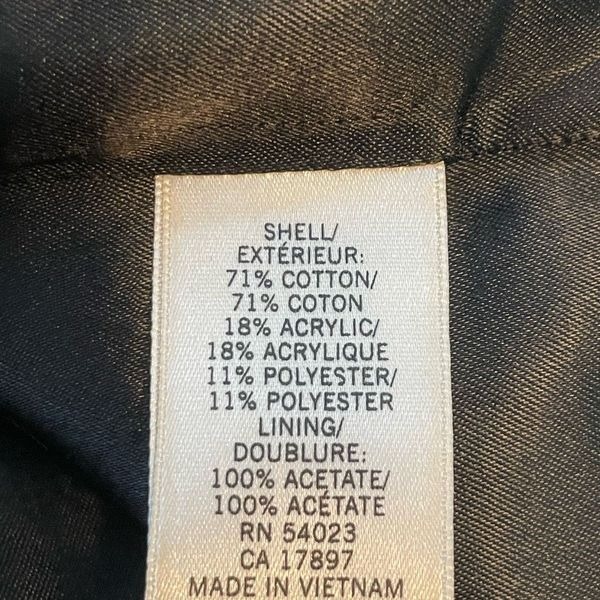 SHELL/
EXTÉRIEUR:
71% COTTON/
71% COTON
18% ACRYLIC/
18% ACRYLIQUE
11% POLYESTER/
11% POLYESTER
LINING/
DOUBLURE:
100% ACETATE/
100% ACÉTATE
RN 54023
CA 17897
MADE IN VIETNAM